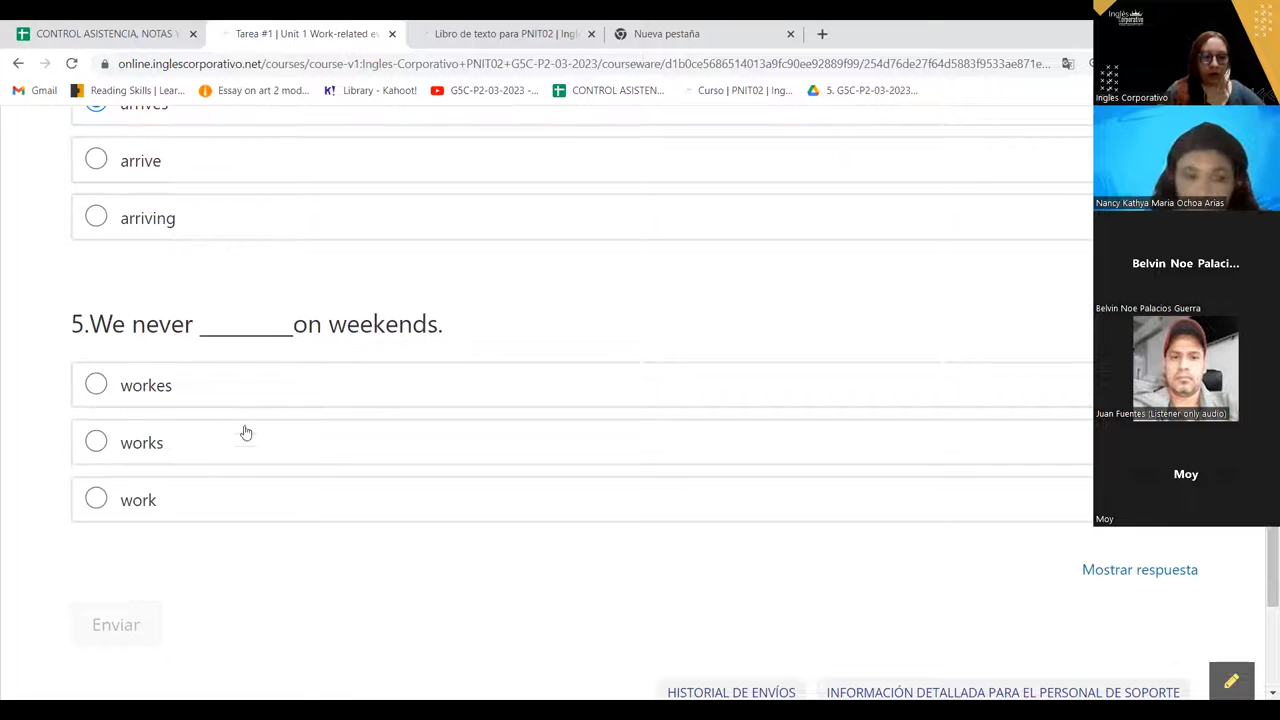 CONTROL ASISTENCIA, NOTAS Y
Tarea #1 | Unit 1 Work-related e
Libro de texto para PNIT02 | Ingl
Nueva pestaña
online.inglescorporativo.net/courses/course-v1:Ingles-Corporativo+PNIT02+G5C-P2-03-2023/courseware/d1b0ce5686514013a9fc90ee92899f99/254d76de27f64d5883f9533ae871e...
Gmail
Reading Skills | Lear...
Essay on art 2 mod...
Library - Kahoot!
G5C-P2-03-2023 -...
CONTROL ASISTEN...
Curso | PNIT02 | Ing...
5. G5C-P2-03-2023...
arrives
arrive
arriving
5.We never ________on weekends.
workes
works
work
Mostrar respuesta
Enviar
HISTORIAL DE ENVÍOS
INFORMACIÓN DETALLADA PARA EL PERSONAL DE SOPORTE
Inglés
Corporativo
Ingles Corporativo
Nancy Kathya Maria Ochoa Arias
Belvin Noe Palaci...
Belvin Noe Palacios Guerra
Juan Fuentes (Listener only audio)
Moy
Moy